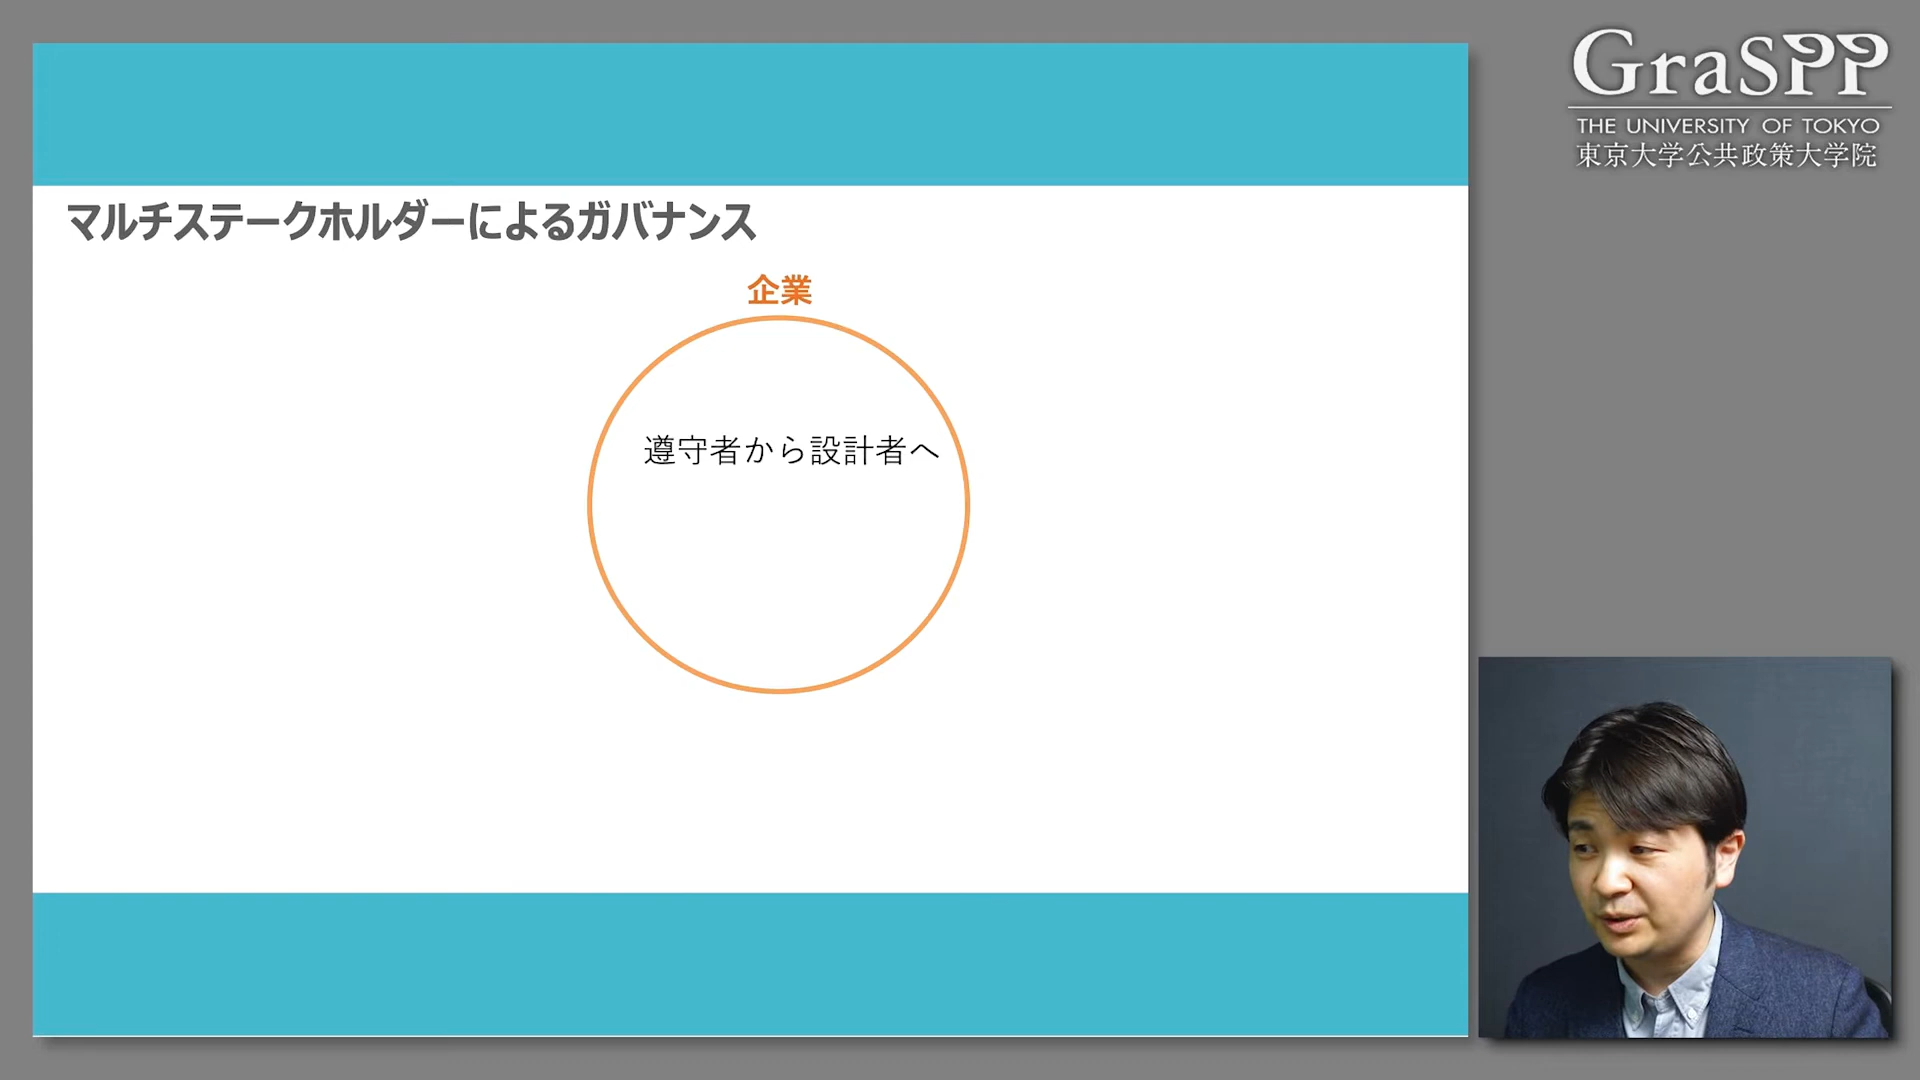 GraSPP
THE UNIVERSITY OF TOKYO
東京大学公共政策大学院
マルチステークホルダーによるガバナンス
企業
遵守者から設計者へ